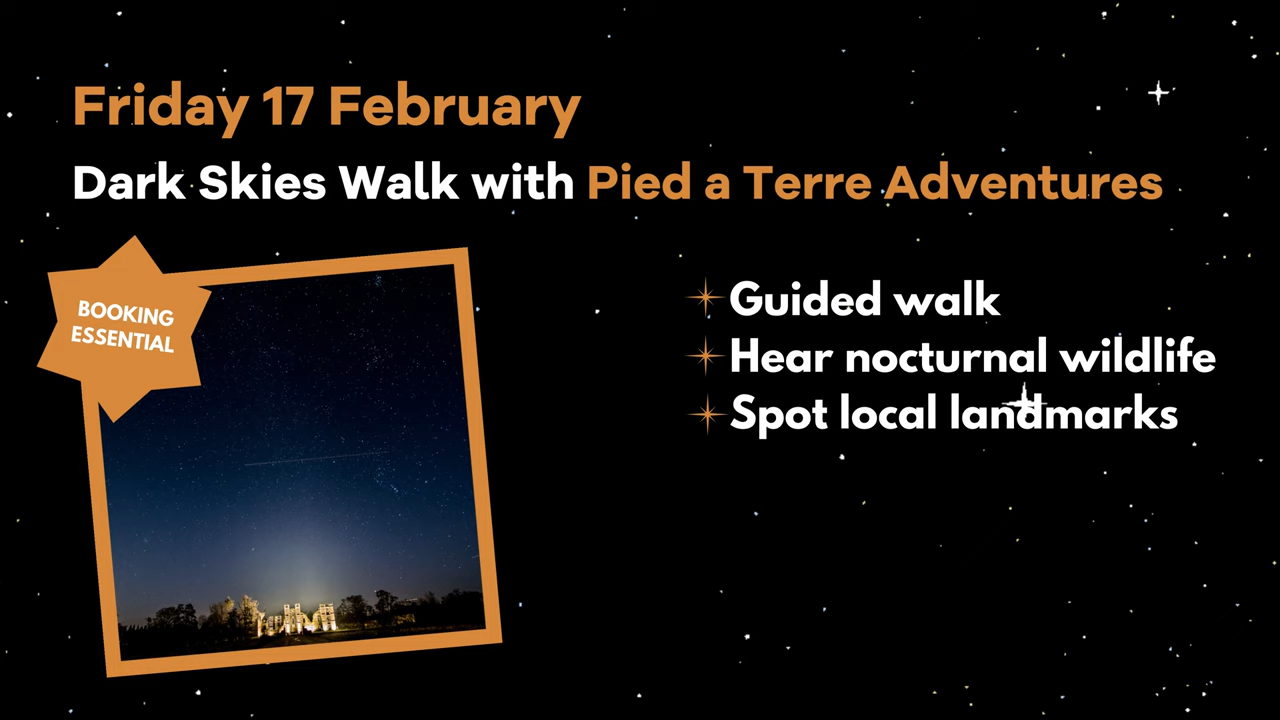 Friday 17 February
Dark Skies Walk with Pied a Terre Adventures
BOOKING
ESSENTIAL
Guided walk
Hear nocturnal wildlife
Spot local landmarks